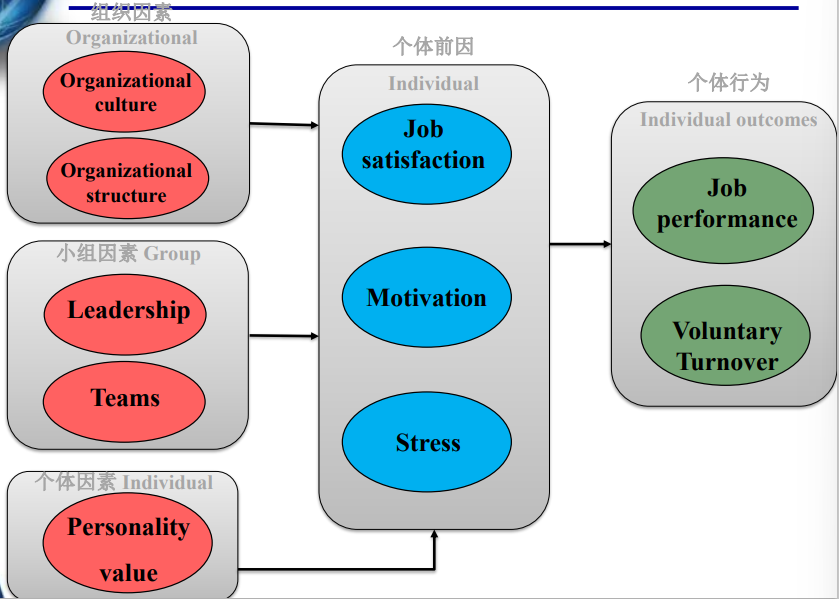 组织因素
Organizational
Organizational
culture
Organizational
structure
小组因素 Group
Leadership
Teams
个体因素 Individual
Personality
value
个体前因
Individual
Job
satisfaction
Motivation
Stress
个体行为
Individual outcomes
Job
performance
Voluntary
Turnover